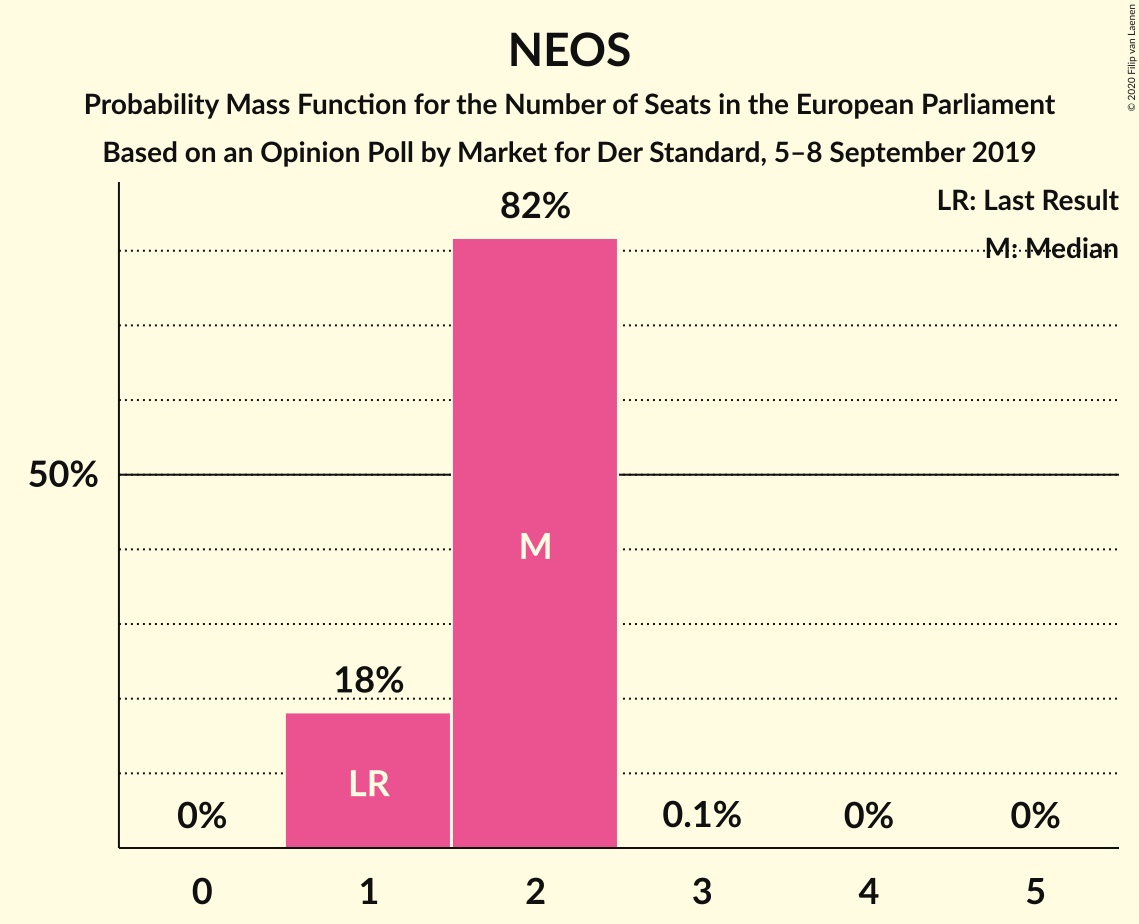 NEOS
Probability Mass Function for the Number of Seats in the European Parliament
Based on an Opinion Poll by Market for Der Standard, 5–8 September 2019
© 2020 Filip van Laenen
LR: Last Result
M: Median
82%
50%
M
18%
LR
0%
0.1%
0%
0%
0
1
2
3
4
5